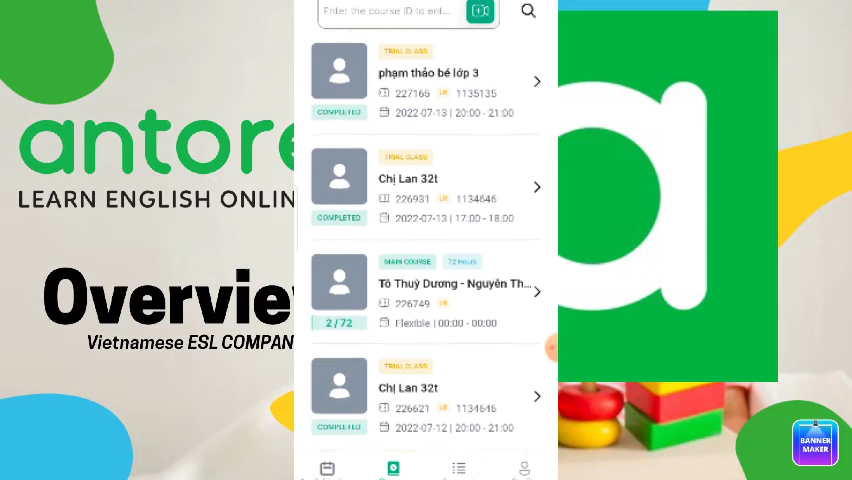 Enter the course ID to ent...
antore
LEARN ENGLISH ONLIN
Overvie
Vietnamese ESL COMPAN
TRIAL CLASS
phạm thảo bé lớp 3
227165 LR 1135135
COMPLETED
2022-07-13 | 20:00 - 21:00
TRIAL CLASS
Chị Lan 32t
226931 LR 1134646
COMPLETED
2022-07-13 | 17:00 - 18:00
MAIN COURSE 72 Hours
Tô Thuỳ Dương - Nguyên Th...
226749 LR
2 / 72
Flexible | 00:00 - 00:00
TRIAL CLASS
Chị Lan 32t
226621 LR 1134646
COMPLETED
2022-07-12 | 20:00 - 21:00
BANNER
MAKER